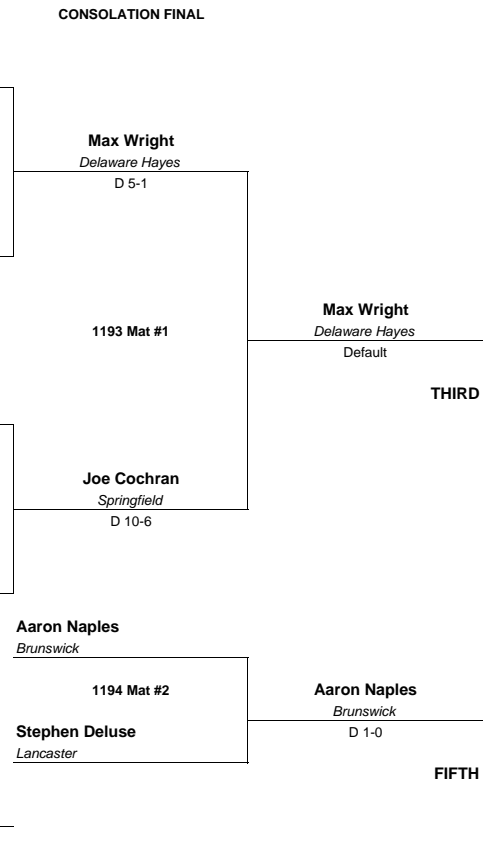 CONSOLATION FINAL
Max Wright
Delaware Hayes
D 5-1
1193 Mat #1
Max Wright
Delaware Hayes
Default
THIRD
Joe Cochran
Springfield
D 10-6
Aaron Naples
Brunswick
1194 Mat #2
Stephen Deluse
Lancaster
Aaron Naples
Brunswick
D 1-0
FIFTH